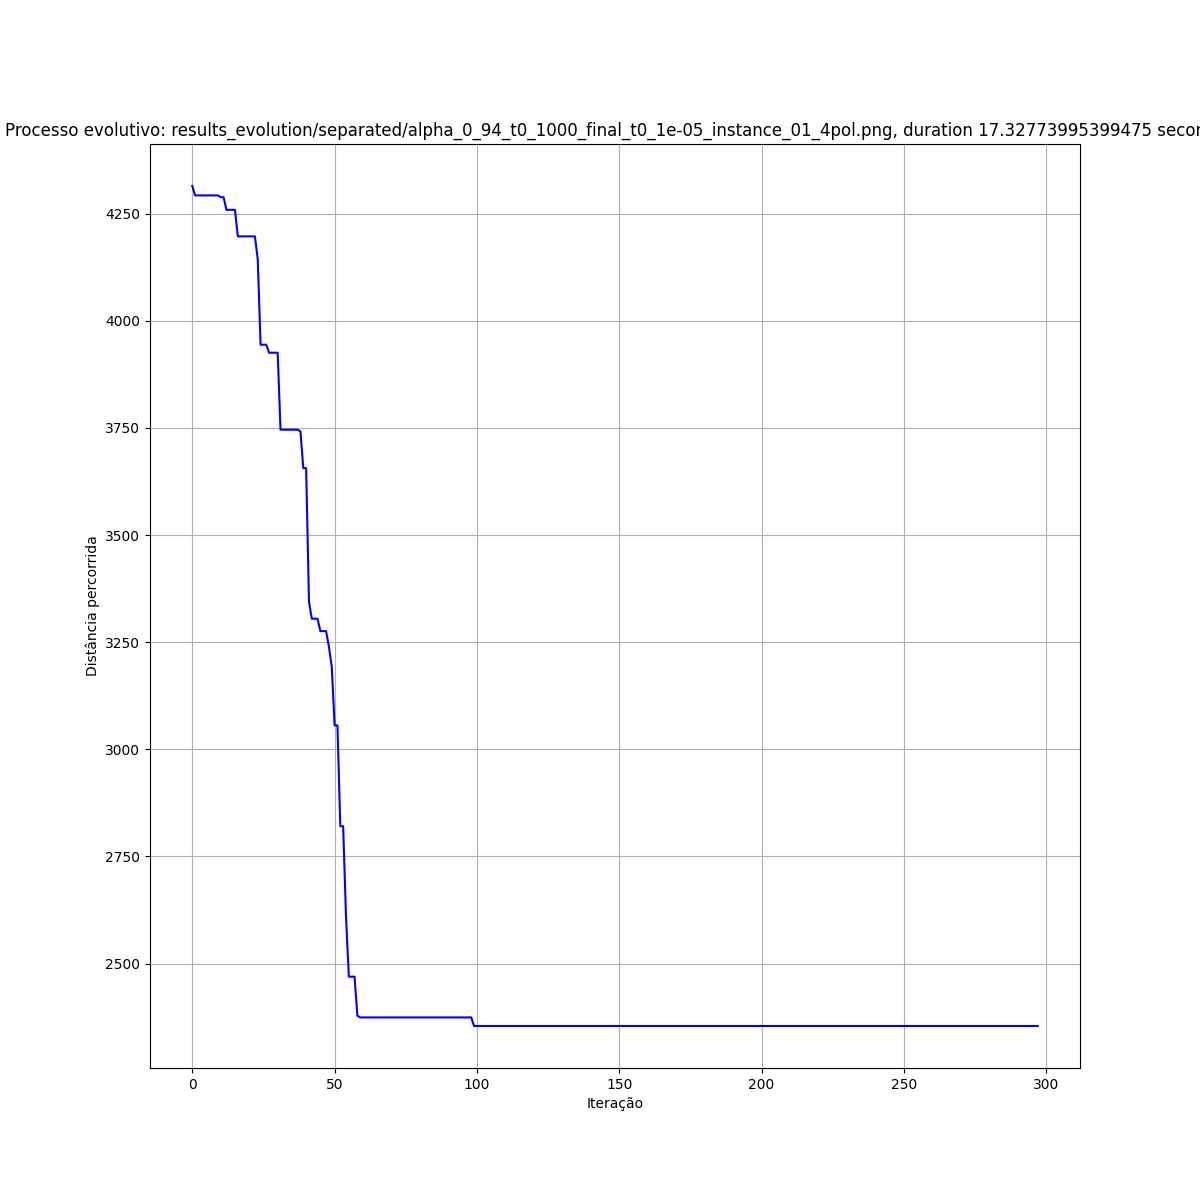 Processo evolutivo: results_evolution/separated/alpha_0_94_t0_1000_final_t0_1e-05_instance_01_4pol.png, duration 17.32773995399475 secon
4250
4000
3750
3500
3250
3000
2750
2500
Distância percorrida
0 50 100 150 200 250 300
Iteração